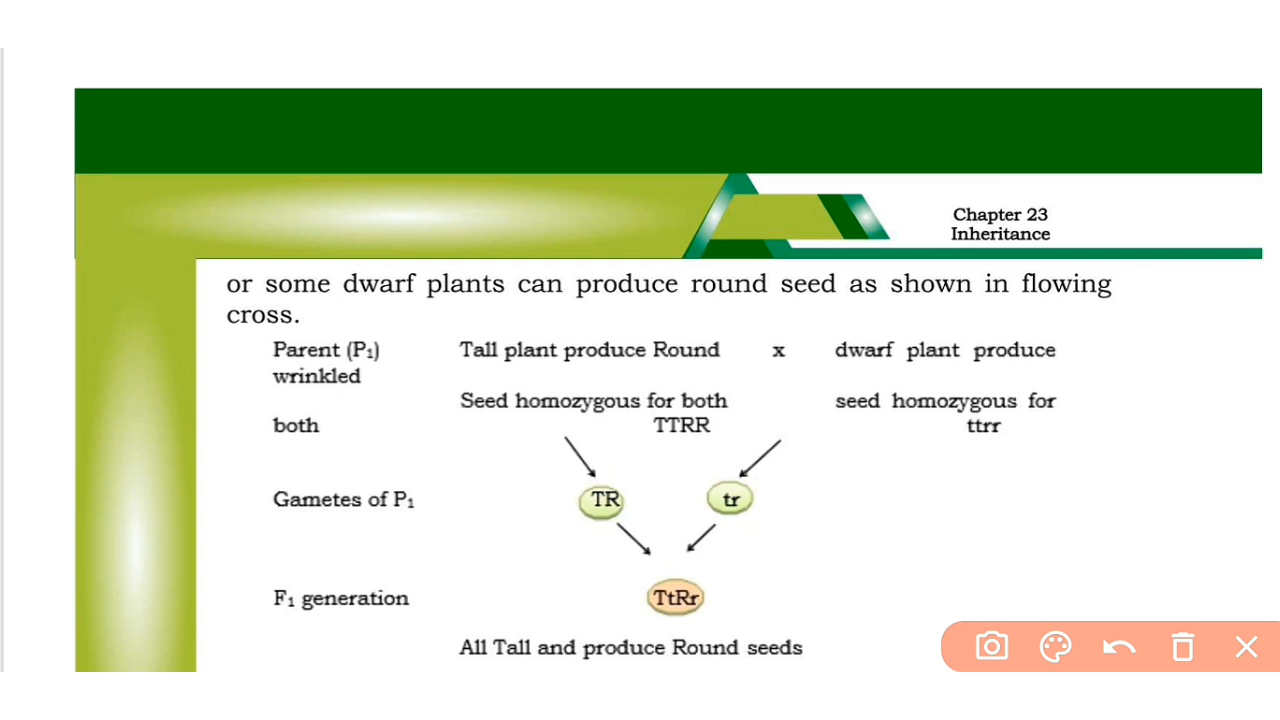 Chapter 23
Inheritance
or some dwarf plants can produce round seed as shown in flowing
cross.
Parent (P₁) Tall plant produce Round x dwarf plant produce
wrinkled
Seed homozygous for both seed homozygous for
both TTRR ttrr
Gametes of P₁ TR tr
F₁ generation TtRr
All Tall and produce Round seeds